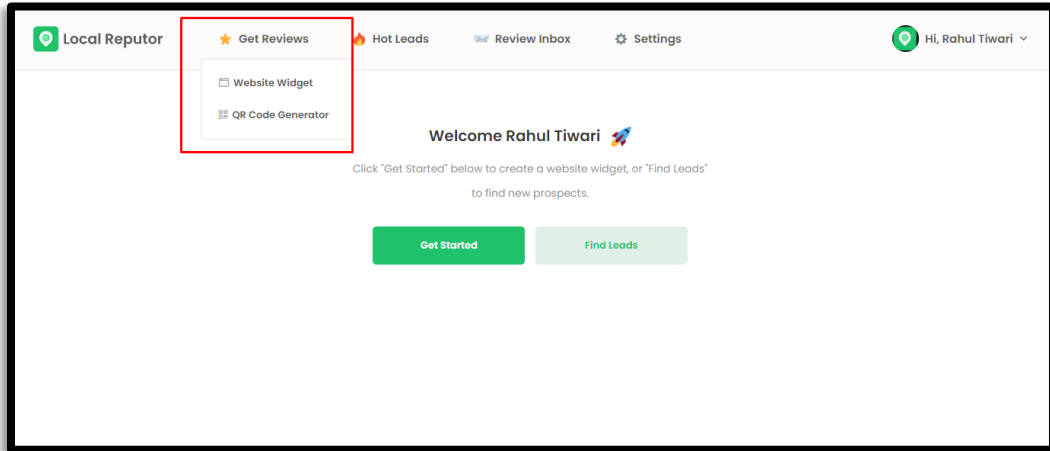 Local Reputor
Get Reviews
Hot Leads
Review Inbox
Settings
Hi, Rahul Tiwari
Website Widget
QR Code Generator
Welcome Rahul Tiwari
Click "Get Started" below to create a website widget, or "Find Leads"
to find new prospects.
Get Started
Find Leads